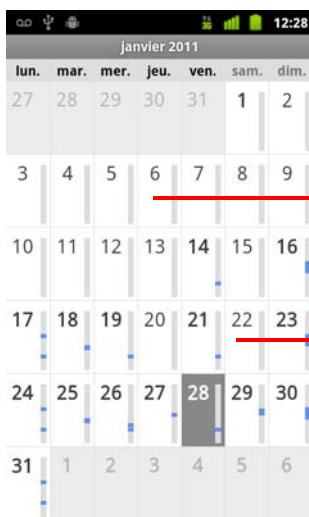 12:28
janvier 2011
lun. mar. mer. jeu. ven. sam. dim.
27 28 29 30 31 1 2
3 4 5 6 7 8 9
10 11 12 13 14 15 16
17 18 19 20 21 22 23
24 25 26 27 28 29 30
31 1 2 3 4 5 6